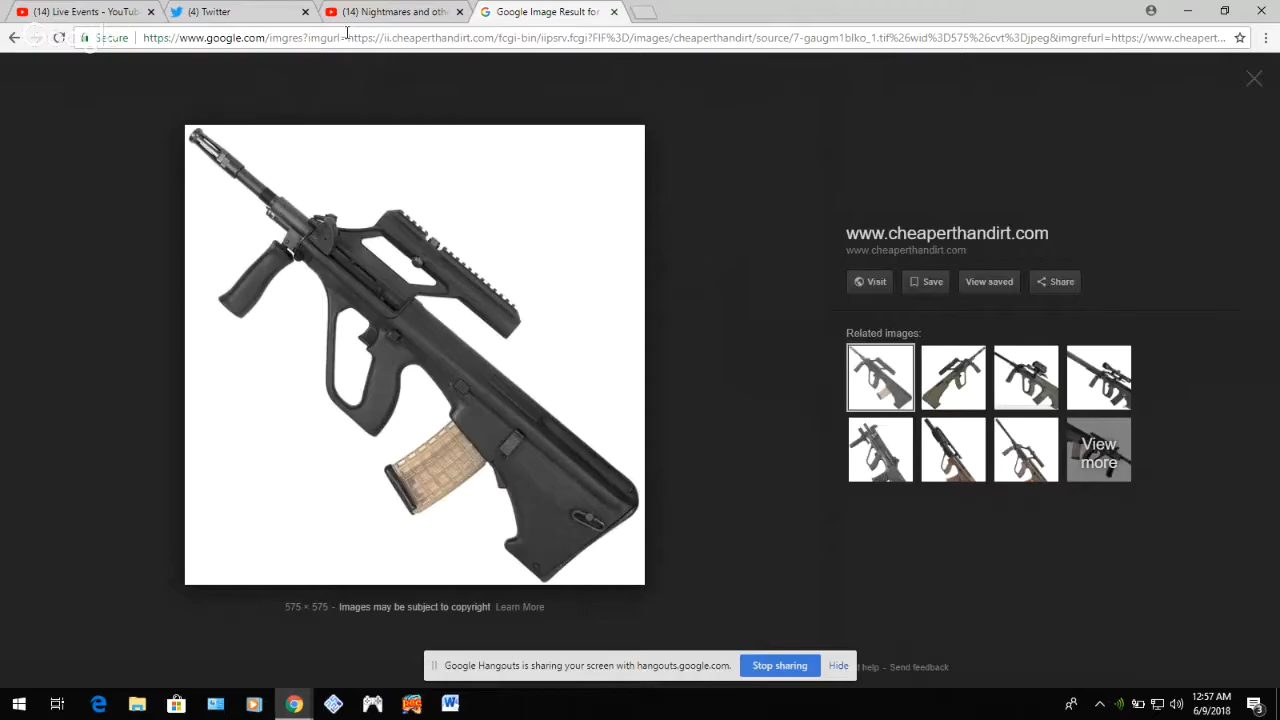 (14) Live Events - YouTub
(4) Twitter
(14) Nightmares and othe
Google Image Result for
Secure
https://www.google.com/imgres?imgurl=https://ii.cheaperthandirt.com/fcgi-bin/iipsrv.fcgi?FIF%3D/images/cheaperthandirt/source/7-gaugm1blko_1.tif%26wid%3D575%26cvt%3Djpeg&imgrefurl=https://www.cheapert...
www.cheaperthandirt.com
www.cheaperthandirt.com
Visit Save View saved Share
Related images:
View
more
575 × 575 - Images may be subject to copyright Learn More
Google Hangouts is sharing your screen with hangouts.google.com. Stop sharing Hide
help - Send feedback
12:57 AM
6/9/2018